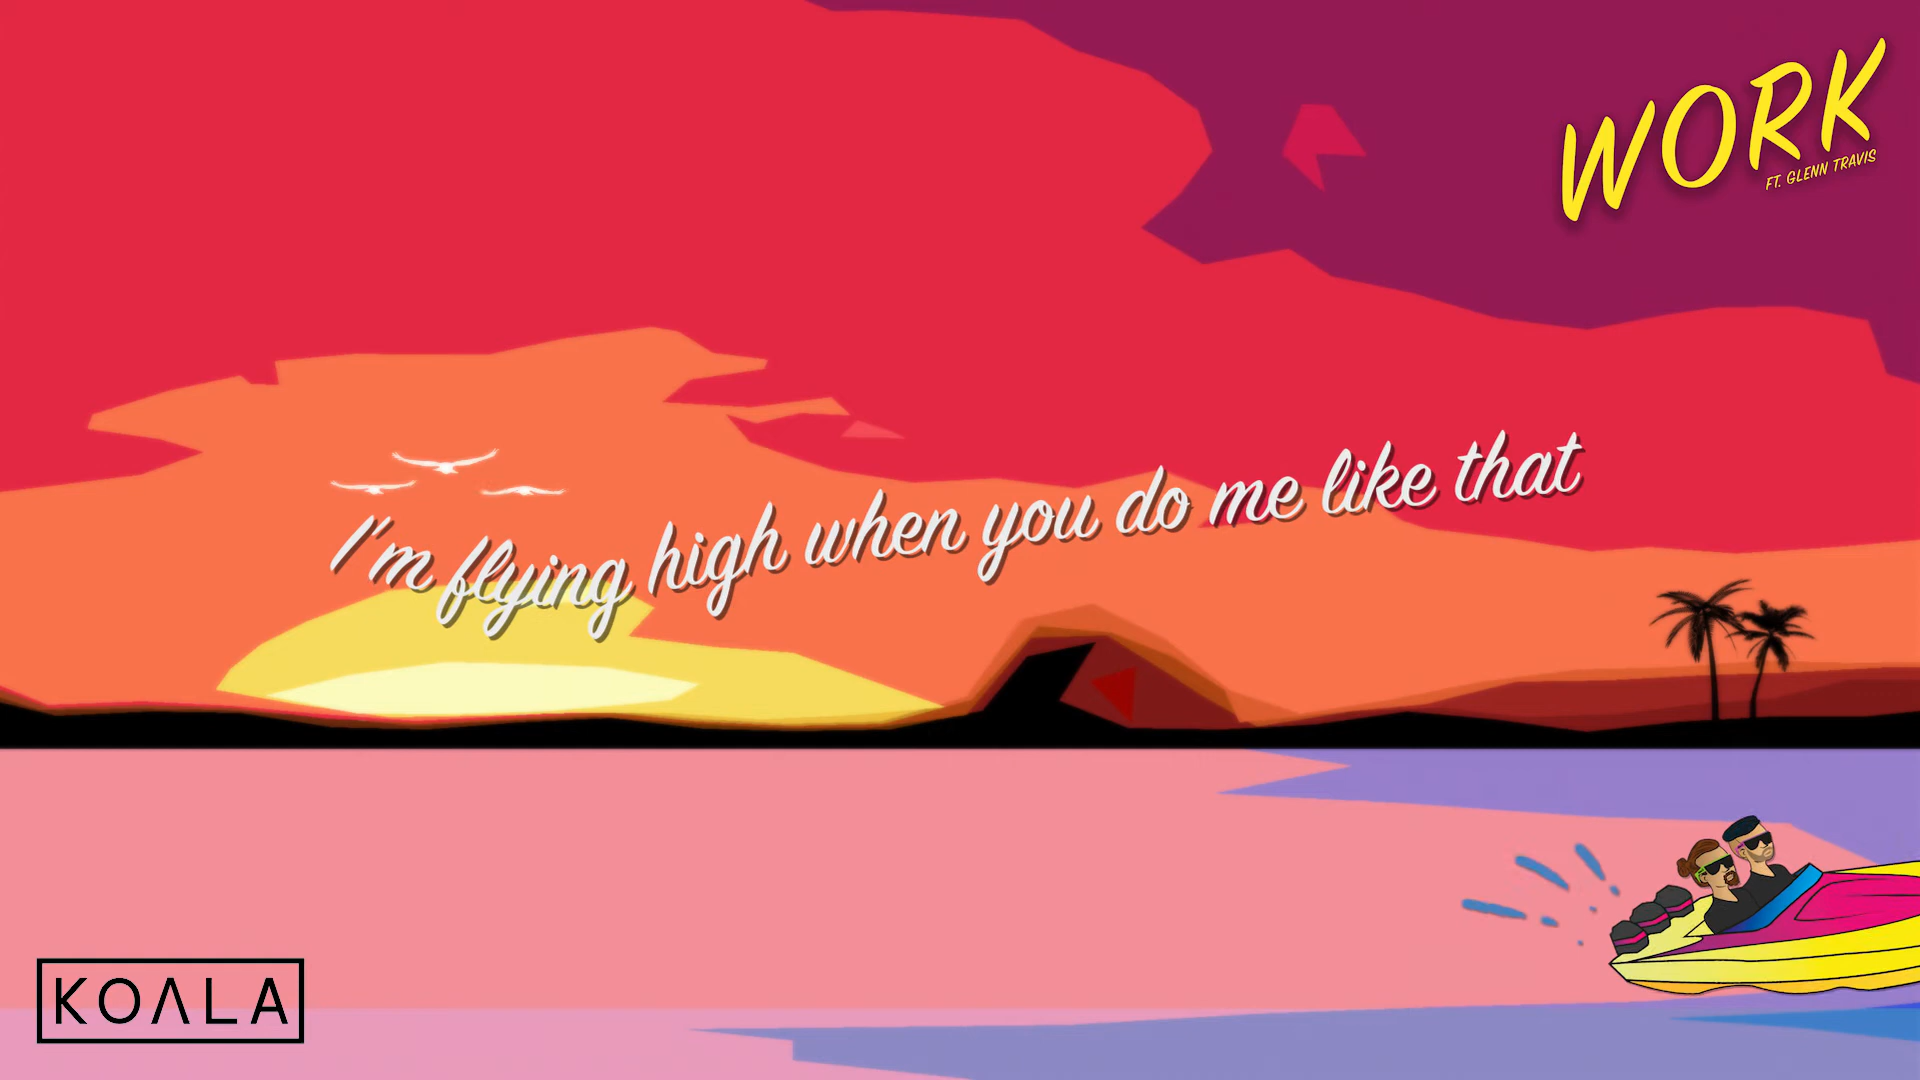 WORK
FT. GLENN TRAVIS
I'm flying high when you do me like that
KOΛLA